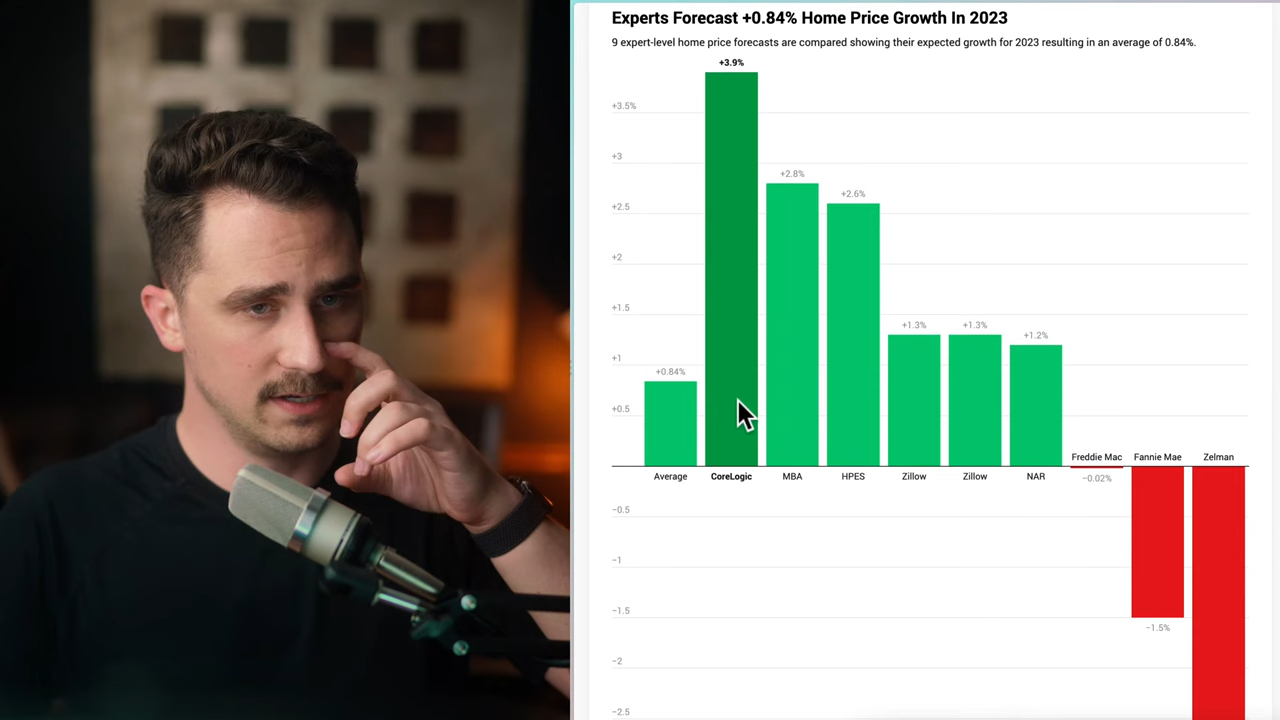 Experts Forecast +0.84% Home Price Growth In 2023
9 expert-level home price forecasts are compared showing their expected growth for 2023 resulting in an average of 0.84%.
+3.9%
+3.5%
+3
+2.8%
+2.6%
+2.5
+2
+1.5
+1.3%
+1.3%
+1.2%
+1
+0.84%
+0.5
Freddie Mac
Fannie Mae
Zelman
Average
CoreLogic
MBA
HPES
Zillow
Zillow
NAR
−0.02%
−0.5
−1
−1.5
−1.5%
−2
−2.5